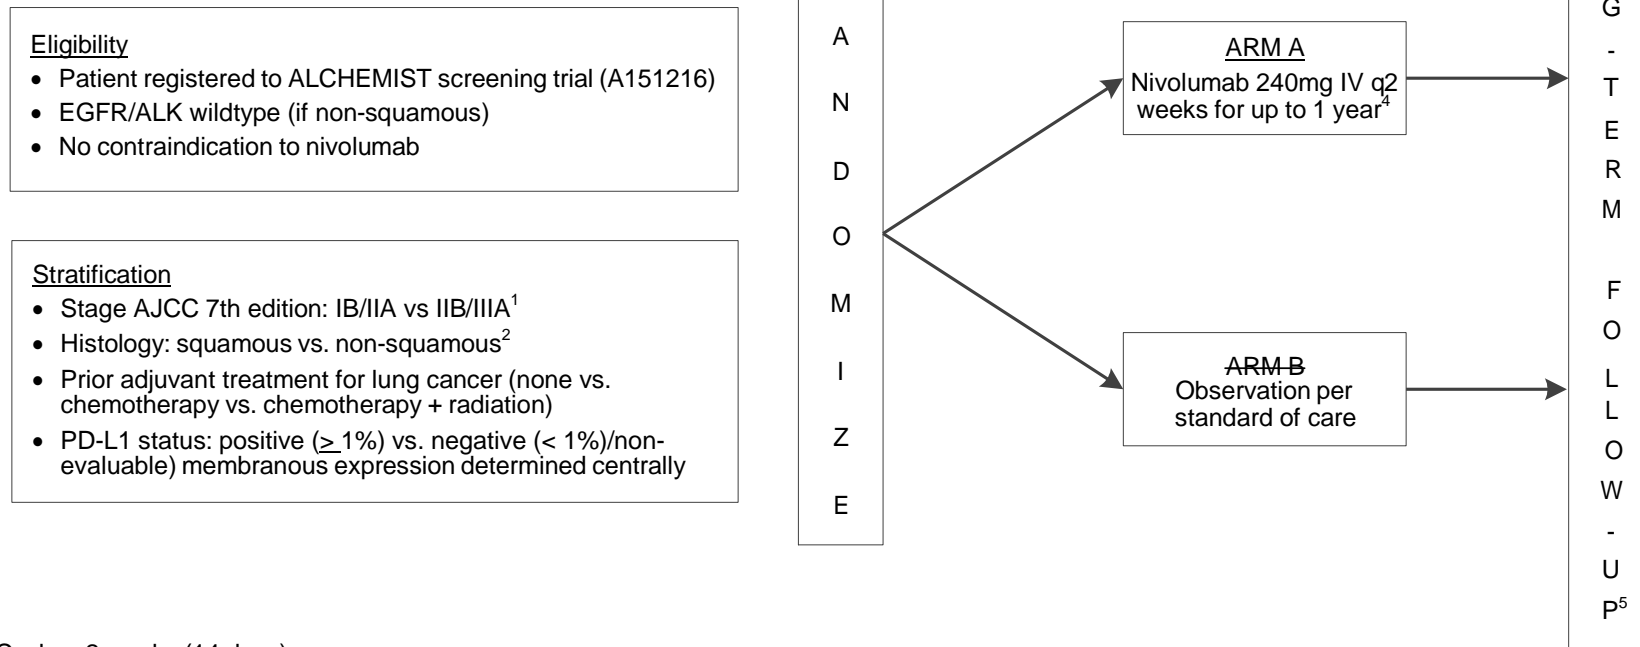 Eligibility
• Patient registered to ALCHEMIST screening trial (A151216)
• EGFR/ALK wildtype (if non-squamous)
• No contraindication to nivolumab
Stratification
• Stage AJCC 7th edition: IB/IIA vs IIB/IIIA1
• Histology: squamous vs. non-squamous2
• Prior adjuvant treatment for lung cancer (none vs.
chemotherapy vs. chemotherapy + radiation)
• PD-L1 status: positive (> 1%) vs. negative (< 1%)/non-
evaluable) membranous expression determined centrally
A
N
D
O
M
I
Z
E
ARM A
Nivolumab 240mg IV q2
weeks for up to 1 year4
ARM B
Observation per
standard of care
G
-
T
E
R
M
F
O
L
L
O
W
-
U
P5